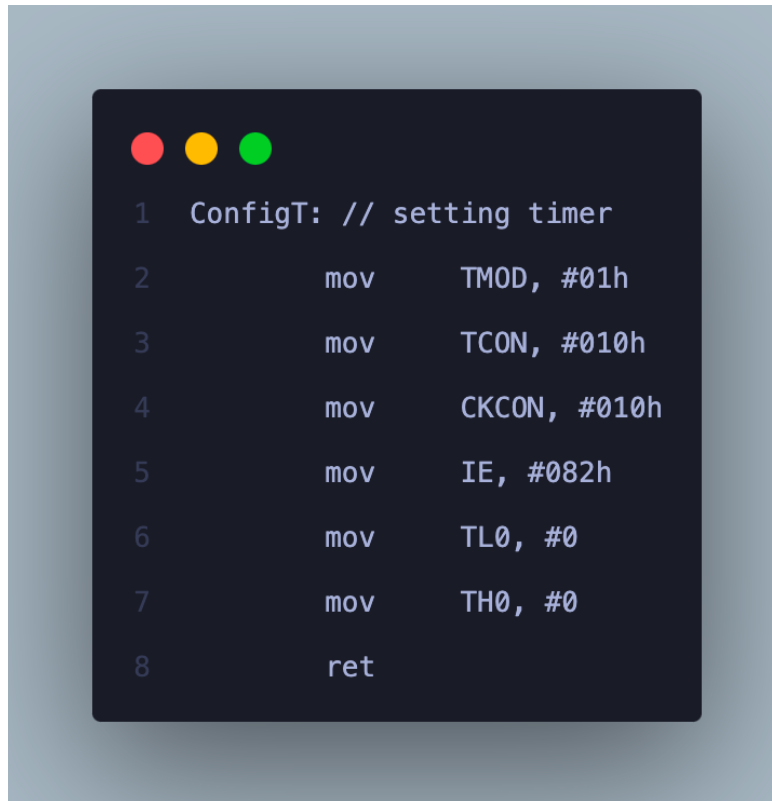 1 ConfigT: // setting timer
2 mov TMOD, #01h
3 mov TCON, #010h
4 mov CKCON, #010h
5 mov IE, #082h
6 mov TL0, #0
7 mov TH0, #0
8 ret